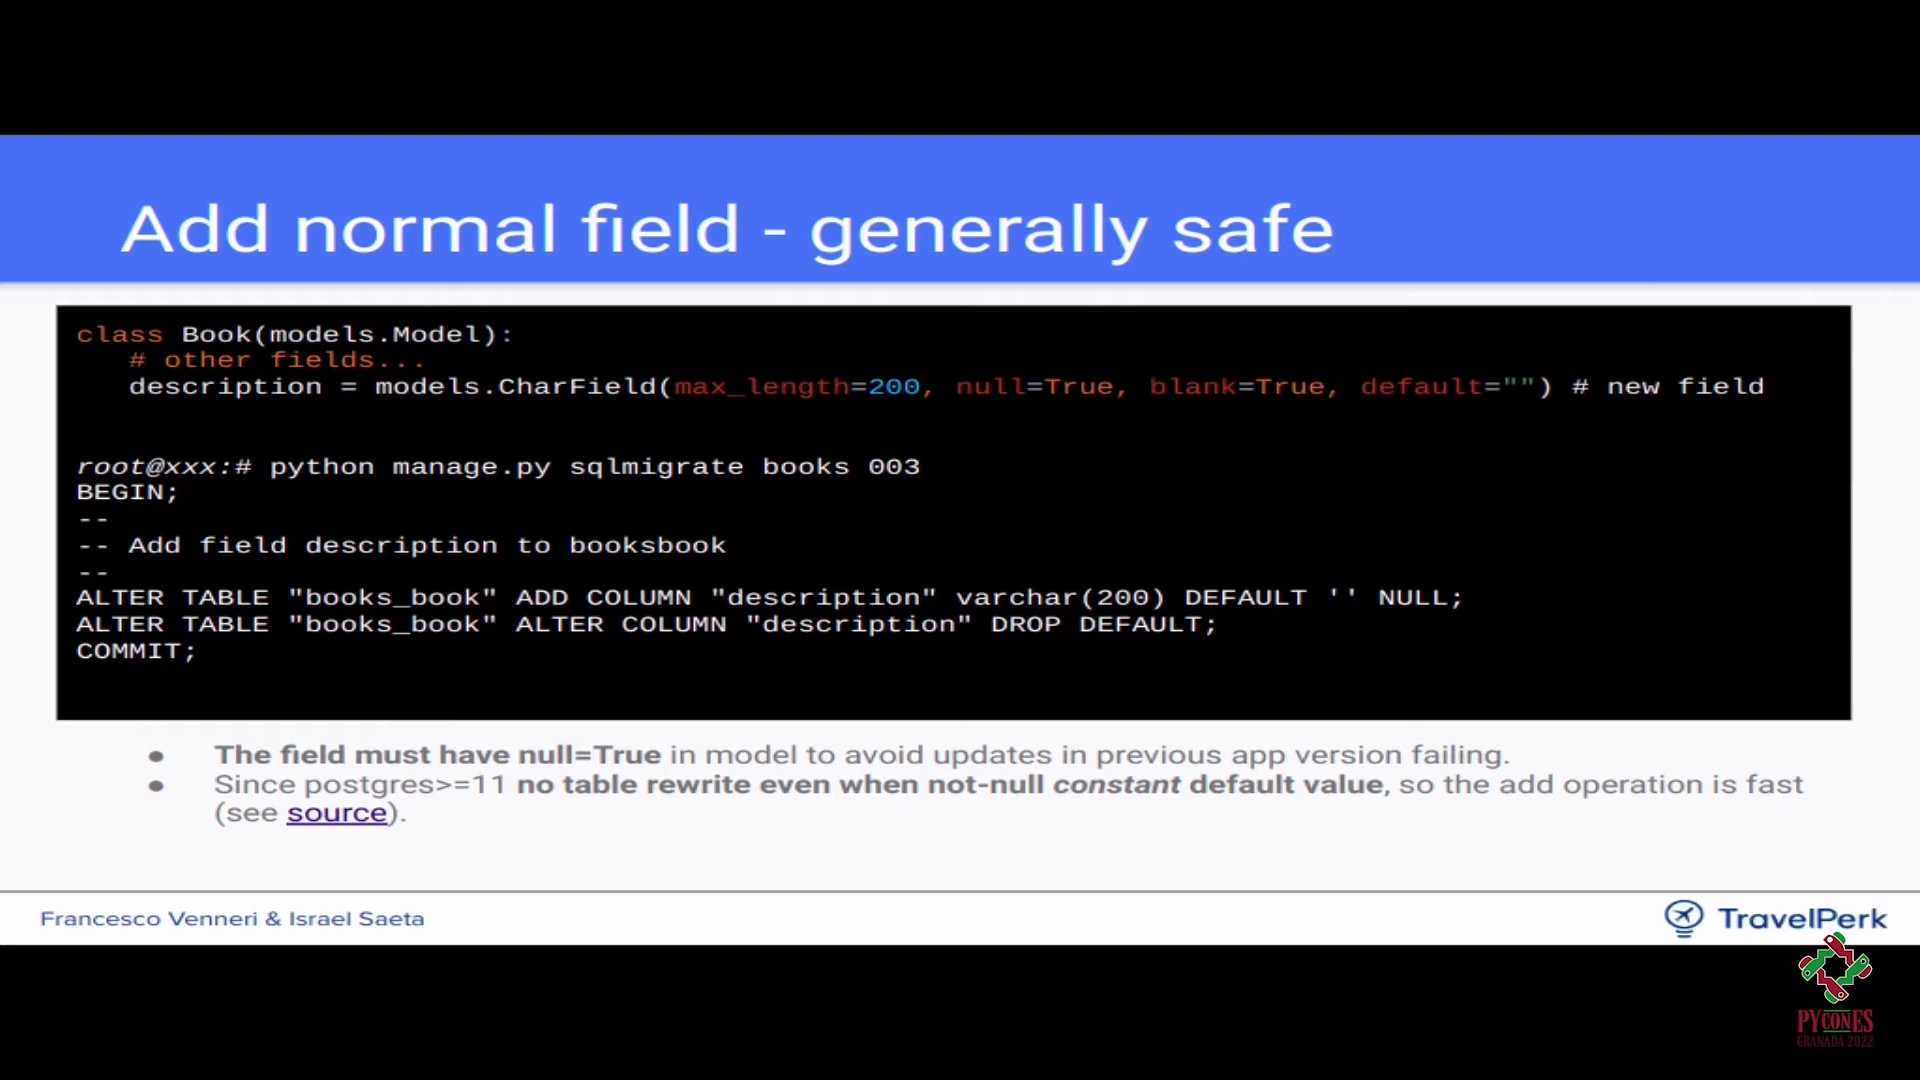 Add normal field - generally safe
class Book(models.Model):
# other fields...
description = models.CharField(max_length=200, null=True, blank=True, default="") # new field
root@xxx:# python manage.py sqlmigrate books 003
BEGIN;
--
-- Add field description to booksbook
--
ALTER TABLE "books_book" ADD COLUMN "description" varchar(200) DEFAULT '' NULL;
ALTER TABLE "books_book" ALTER COLUMN "description" DROP DEFAULT;
COMMIT;
● The field must have null=True in model to avoid updates in previous app version failing.
● Since postgres>=11 no table rewrite even when not-null constant default value, so the add operation is fast
(see source).
Francesco Venneri & Israel Saeta
TravelPerk
PYCONES
GRANADA 2022